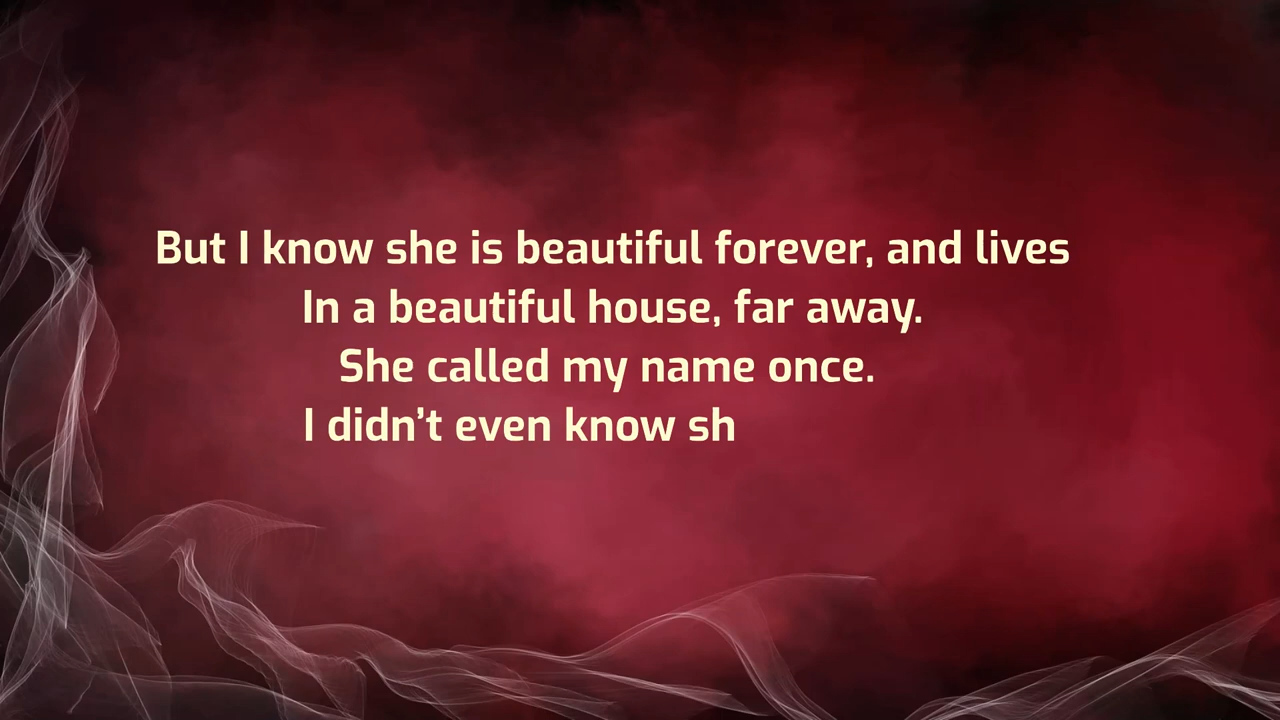 But I know she is beautiful forever, and lives
In a beautiful house, far away.
She called my name once.
I didn’t even know sh